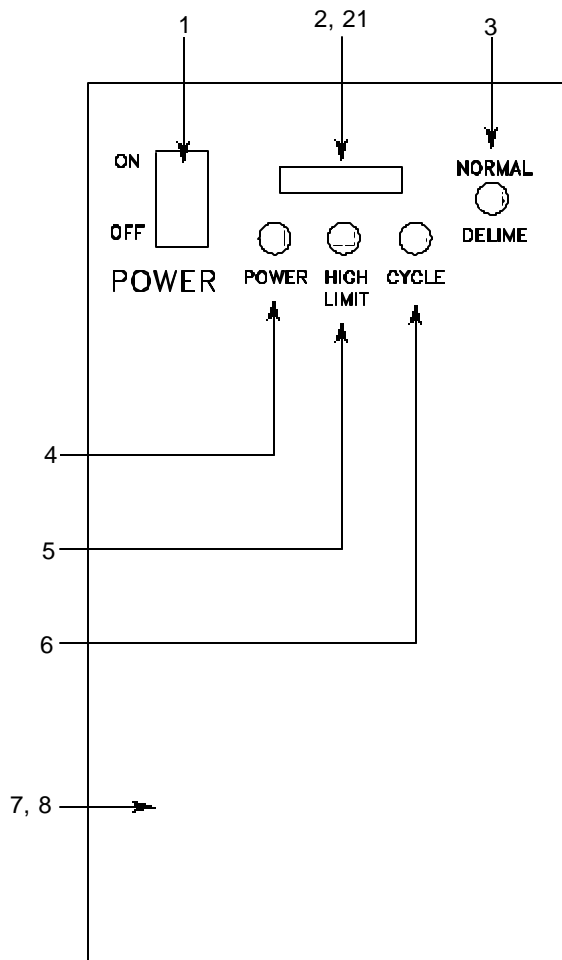 1
2, 21
3
ON
NORMAL
OFF
DELIME
POWER
POWER
HIGH
LIMIT
CYCLE
4
5
6
7, 8